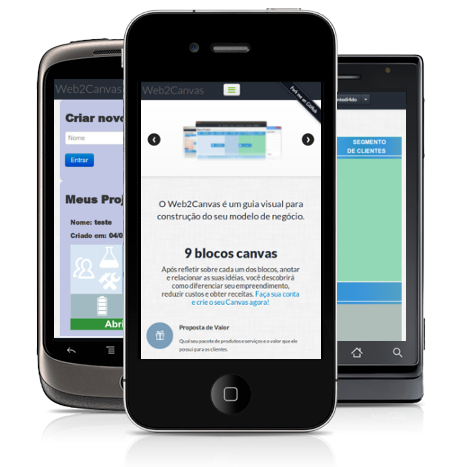 Web2Canvas
Criar novo
Nome
Entrar
Meus Proj
Nome: teste
Criado em: 04/0
Abri
Web2Canvas
Fork me on GitHub
O Web2Canvas é um guia visual para
construção do seu modelo de negócio.
9 blocos canvas
Após refletir sobre cada um dos blocos, anotar
e relacionar as suas idéias, você descobrirá
como diferenciar seu empreendimento,
reduzir custos e obter receitas. Faça sua conta
e crie o seu Canvas agora!
Proposta de Valor
Qual seu pacote de produtos e serviços e o valor que ele
possui para os clientes.
SEGMENTO
DE CLIENTES